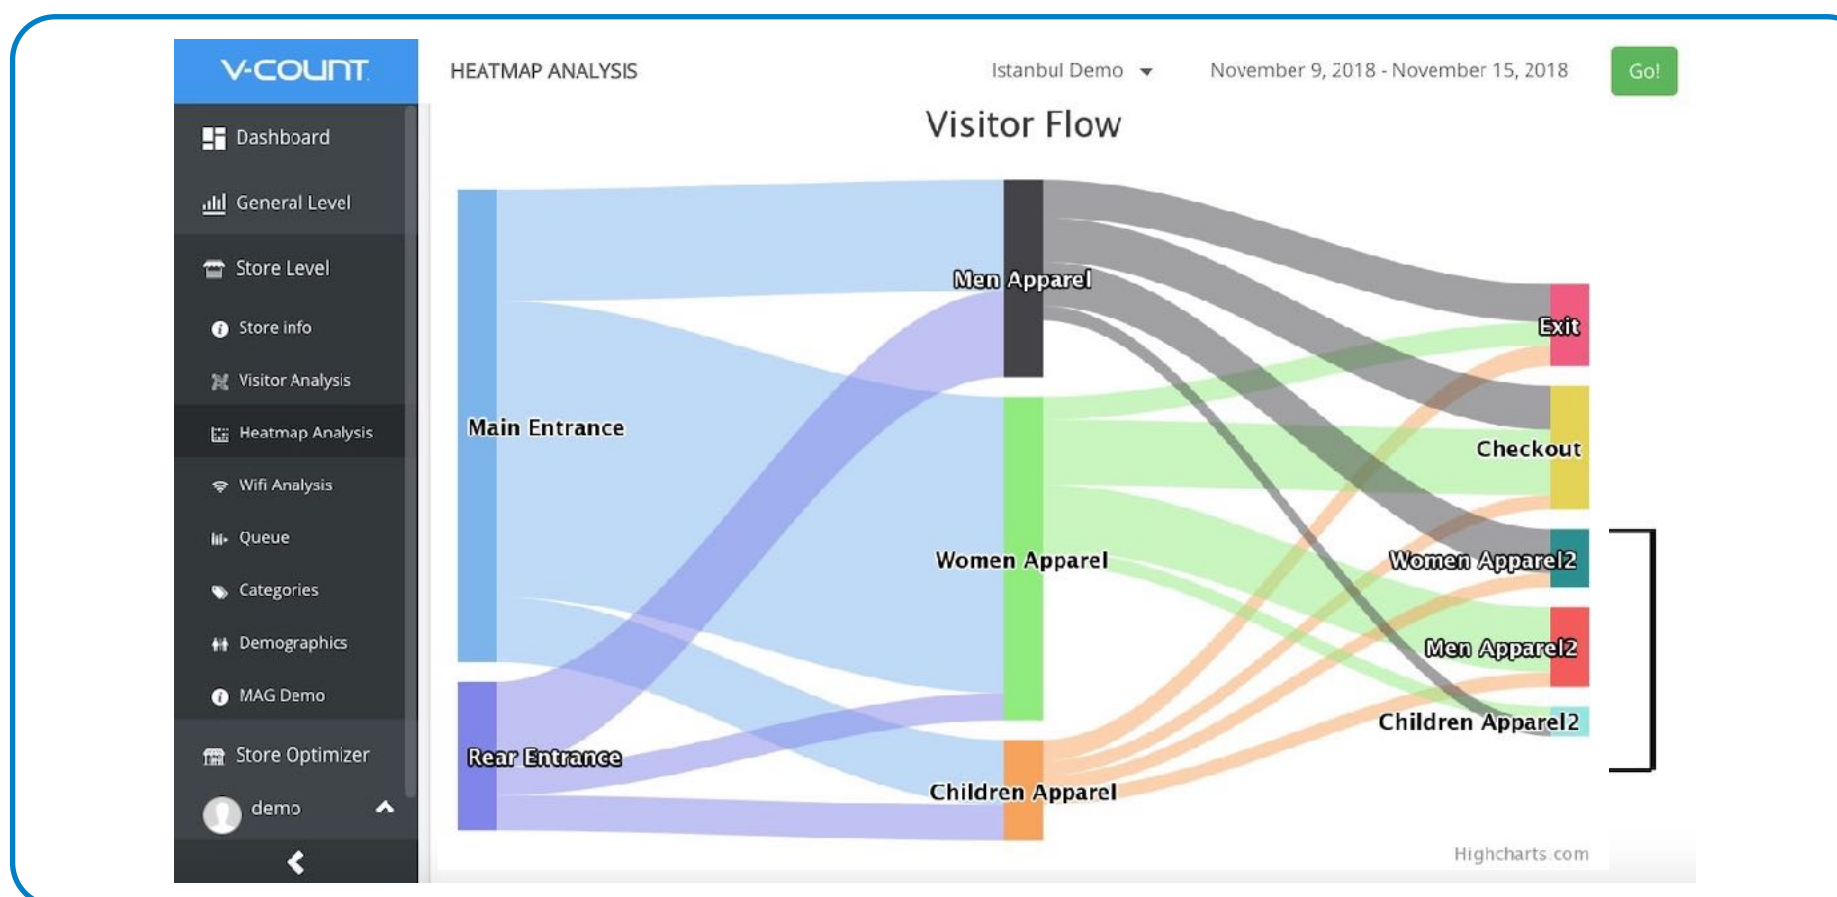 V-COUNT
HEATMAP ANALYSIS
Istanbul Demo
November 9, 2018 - November 15, 2018
Go!
Dashboard
General Level
Store Level
Store info
Visitor Analysis
Heatmap Analysis
Wifi Analysis
Queue
Categories
Demographics
MAG Demo
Store Optimizer
demo
Visitor Flow
Main Entrance
Rear Entrance
Men Apparel
Women Apparel
Children Apparel
Exit
Checkout
Women Apparel2
Men Apparel2
Children Apparel2
Highcharts.com